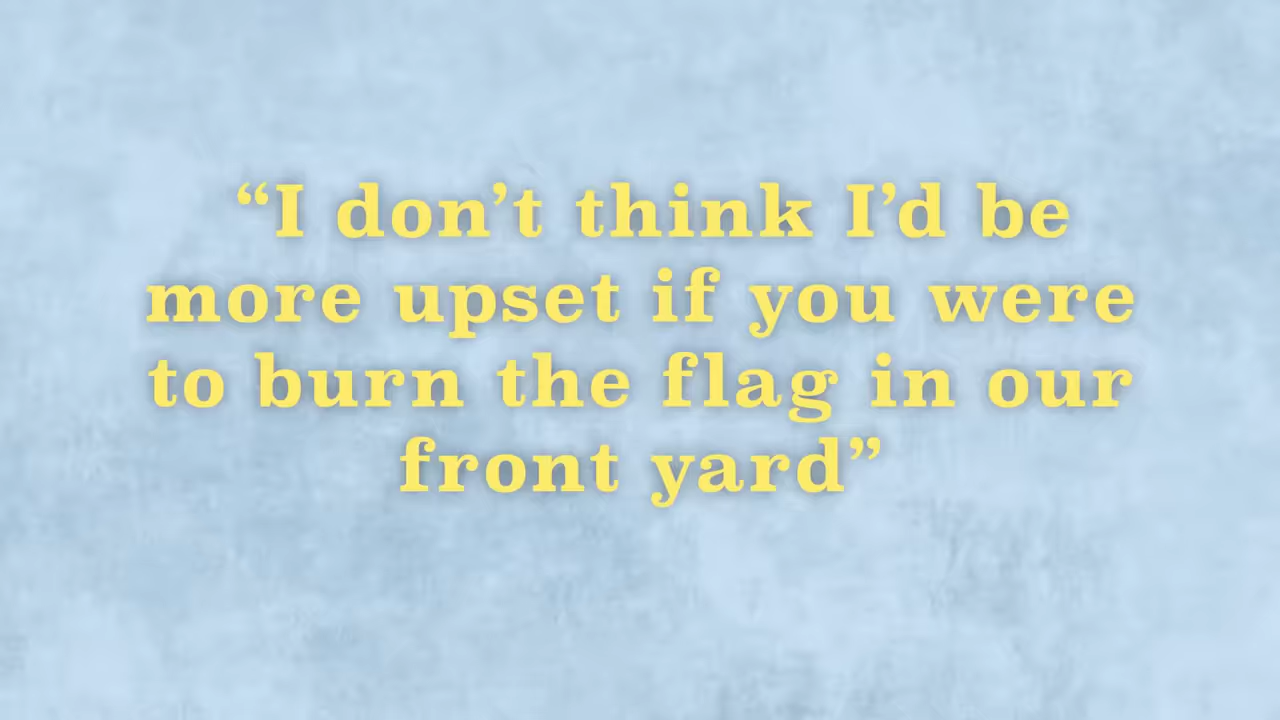 “I don’t think I’d be
more upset if you were
to burn the flag in our
front yard”